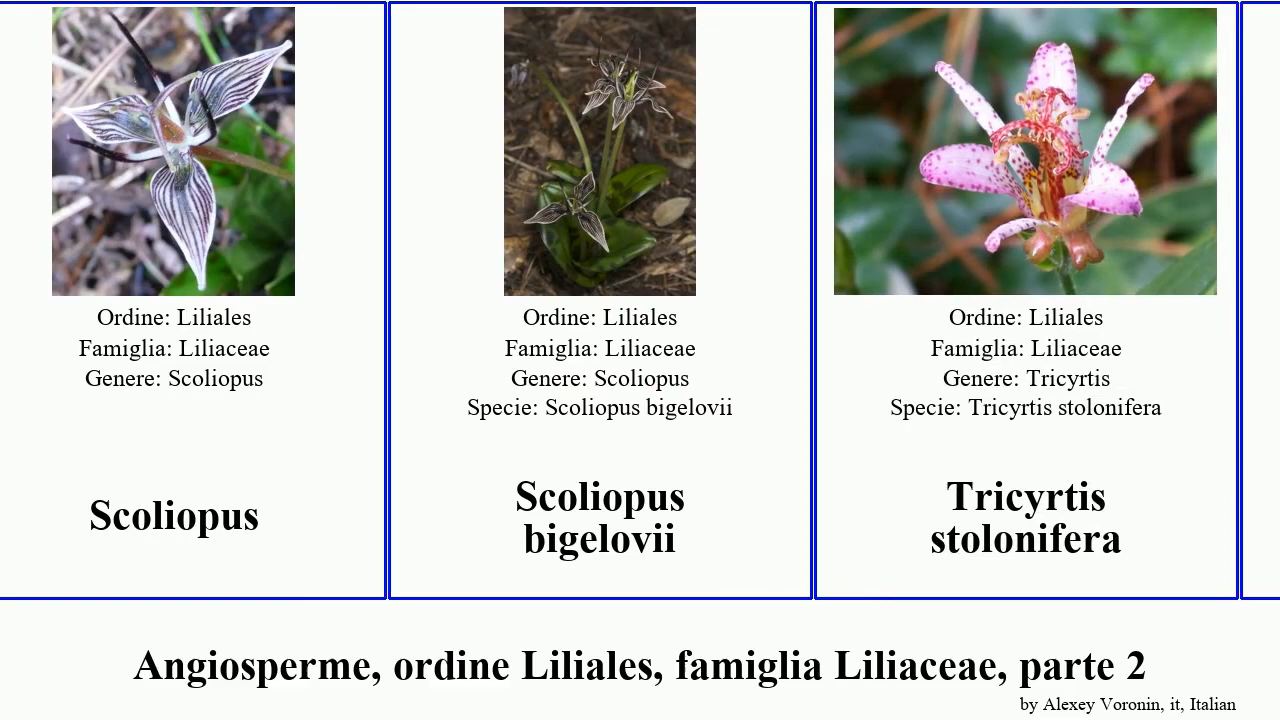 Ordine: Liliales
Famiglia: Liliaceae
Genere: Scoliopus
Scoliopus
Ordine: Liliales
Famiglia: Liliaceae
Genere: Scoliopus
Specie: Scoliopus bigelovii
Scoliopus
bigelovii
Ordine: Liliales
Famiglia: Liliaceae
Genere: Tricyrtis
Specie: Tricyrtis stolonifera
Tricyrtis
stolonifera
Angiosperme, ordine Liliales, famiglia Liliaceae, parte 2
by Alexey Voronin, it, Italian